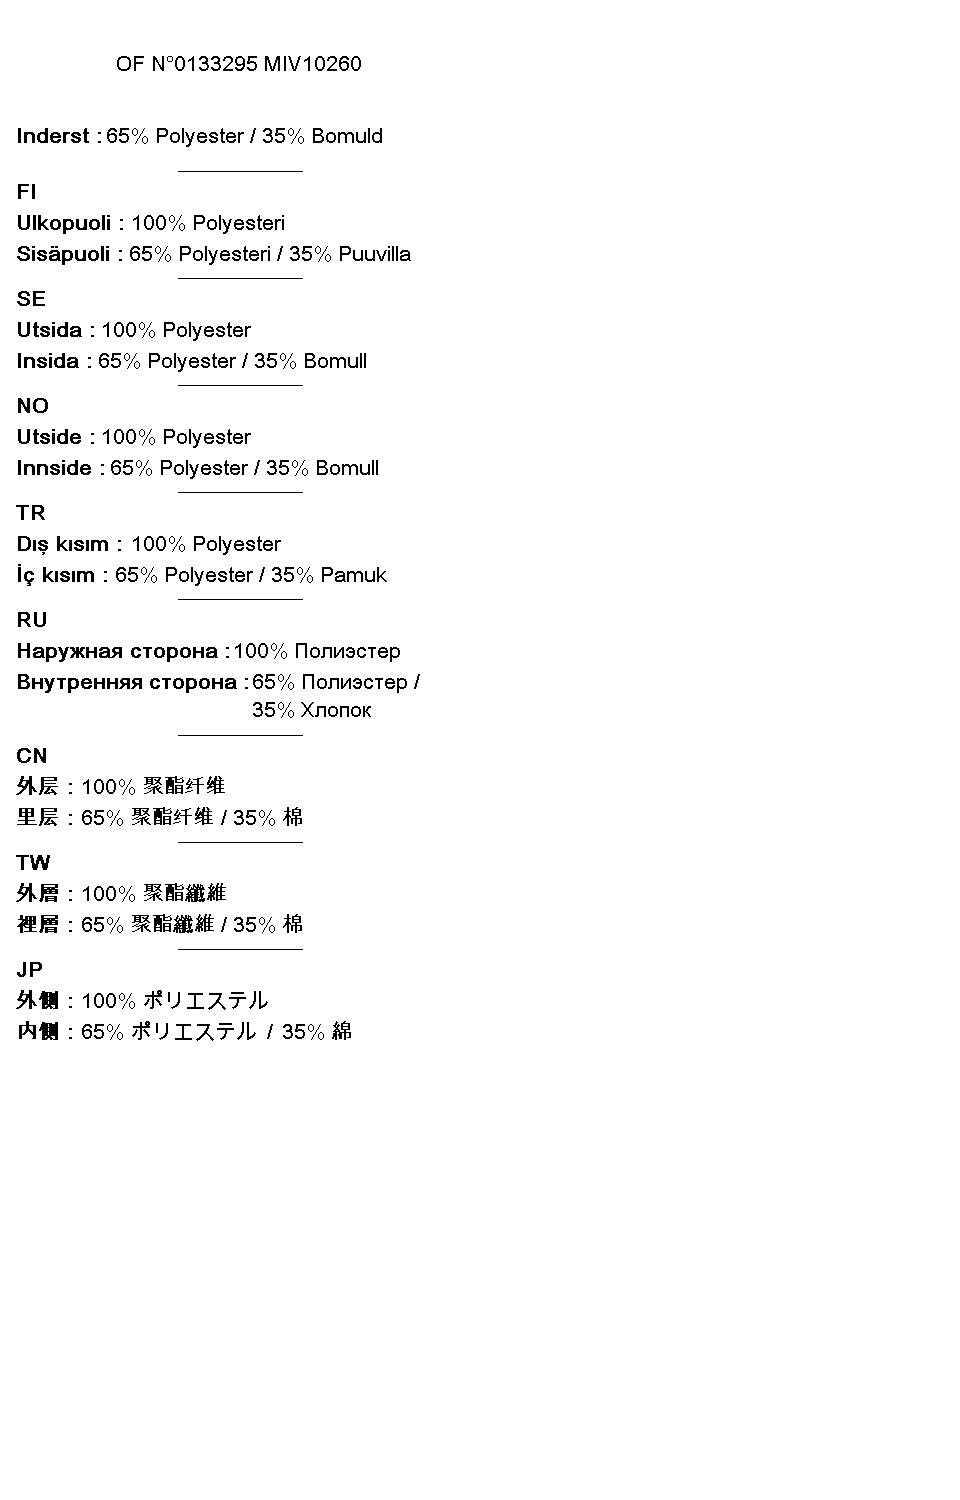 OF N°0133295 MIV10260
Inderst : 65% Polyester / 35% Bomuld
FI
Ulkopuoli : 100% Polyesteri
Sisäpuoli : 65% Polyesteri / 35% Puuvilla
SE
Utsida : 100% Polyester
Insida : 65% Polyester / 35% Bomull
NO
Utside : 100% Polyester
Innside : 65% Polyester / 35% Bomull
TR
Dış kısım : 100% Polyester
İç kısım : 65% Polyester / 35% Pamuk
RU
Наружная сторона : 100% Полиэстер
Внутренняя сторона : 65% Полиэстер /
35% Хлопок
CN
外层 : 100% 聚酯纤维
里层 : 65% 聚酯纤维 / 35% 棉
TW
外層 : 100% 聚酯纖維
裡層 : 65% 聚酯纖維 / 35% 棉
JP
外側 : 100% ポリエステル
内側 : 65% ポリエステル / 35% 綿